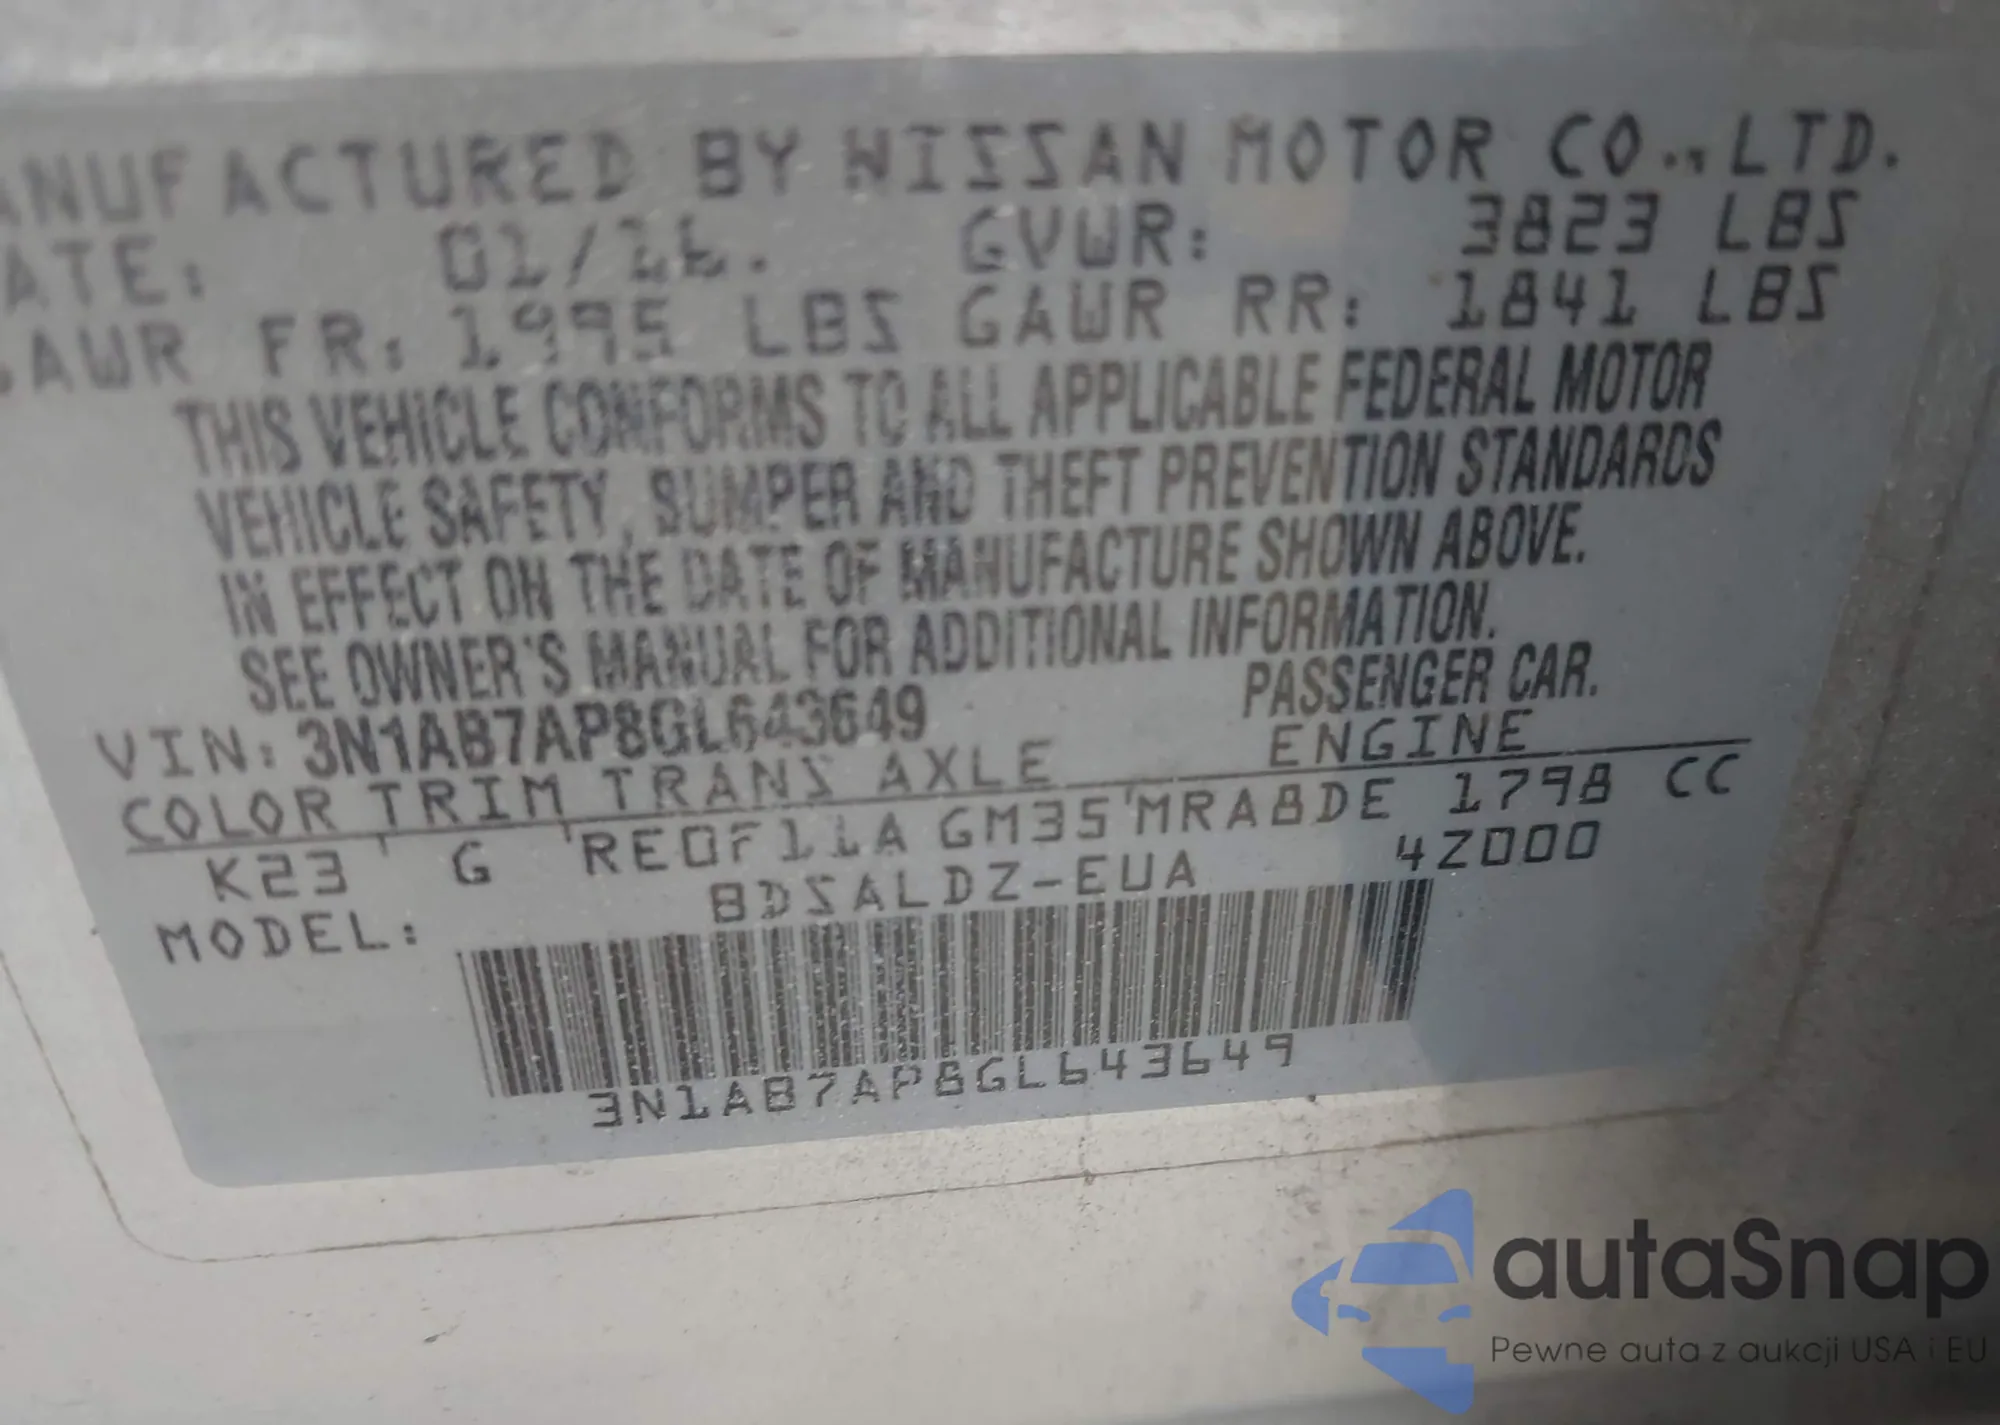 ANUFACTURED BY NISSAN MOTOR CO., LTD.
ATE: 01/16. GVWR: 3823 LBS
GAWR FR: 1995 LBS GAWR RR: 1841 LBS
THIS VEHICLE CONFORMS TO ALL APPLICABLE FEDERAL MOTOR
VEHICLE SAFETY, BUMPER AND THEFT PREVENTION STANDARDS
IN EFFECT ON THE DATE OF MANUFACTURE SHOWN ABOVE.
SEE OWNER'S MANUAL FOR ADDITIONAL INFORMATION.
VIN: 3N1AB7AP8GL643649 PASSENGER CAR.
COLOR TRIM TRANS AXLE ENGINE
K23 G RE0F11A GM35 MRA8DE 1798 CC
MODEL: BDSALDZ-EUA 4Z000
3N1AB7AP8GL643649
autaSnap
Pewne auta z aukcji USA i EU